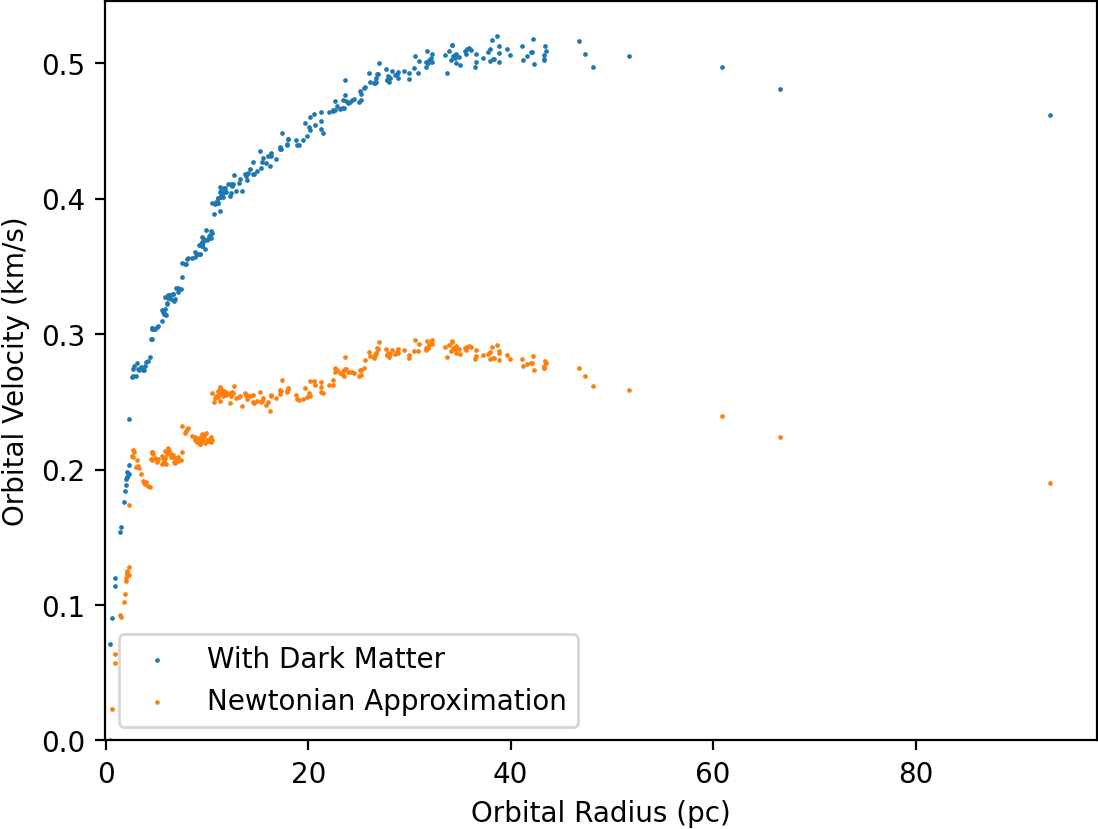 0.5
0.4
0.3
0.2
0.1
0.0
Orbital Velocity (km/s)
With Dark Matter
Newtonian Approximation
0 20 40 60 80
Orbital Radius (pc)